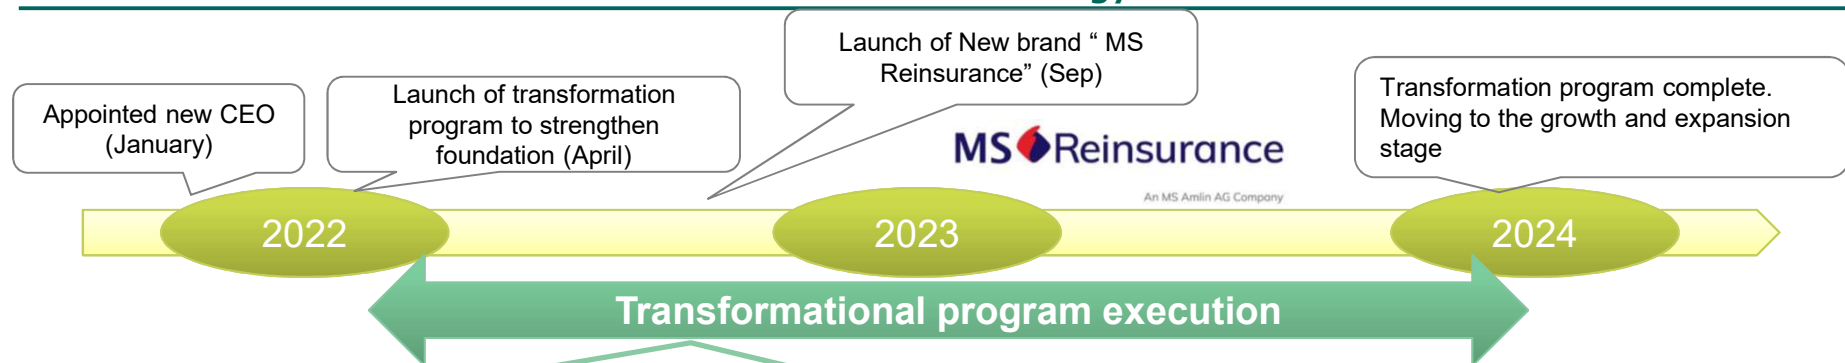 Launch of New brand “ MS
Reinsurance” (Sep)
Appointed new CEO
(January)
Launch of transformation
program to strengthen
foundation (April)
Transformation program complete.
Moving to the growth and expansion
stage
MS Reinsurance
An MS Amlin AG Company
2022
2023
2024
Transformational program execution